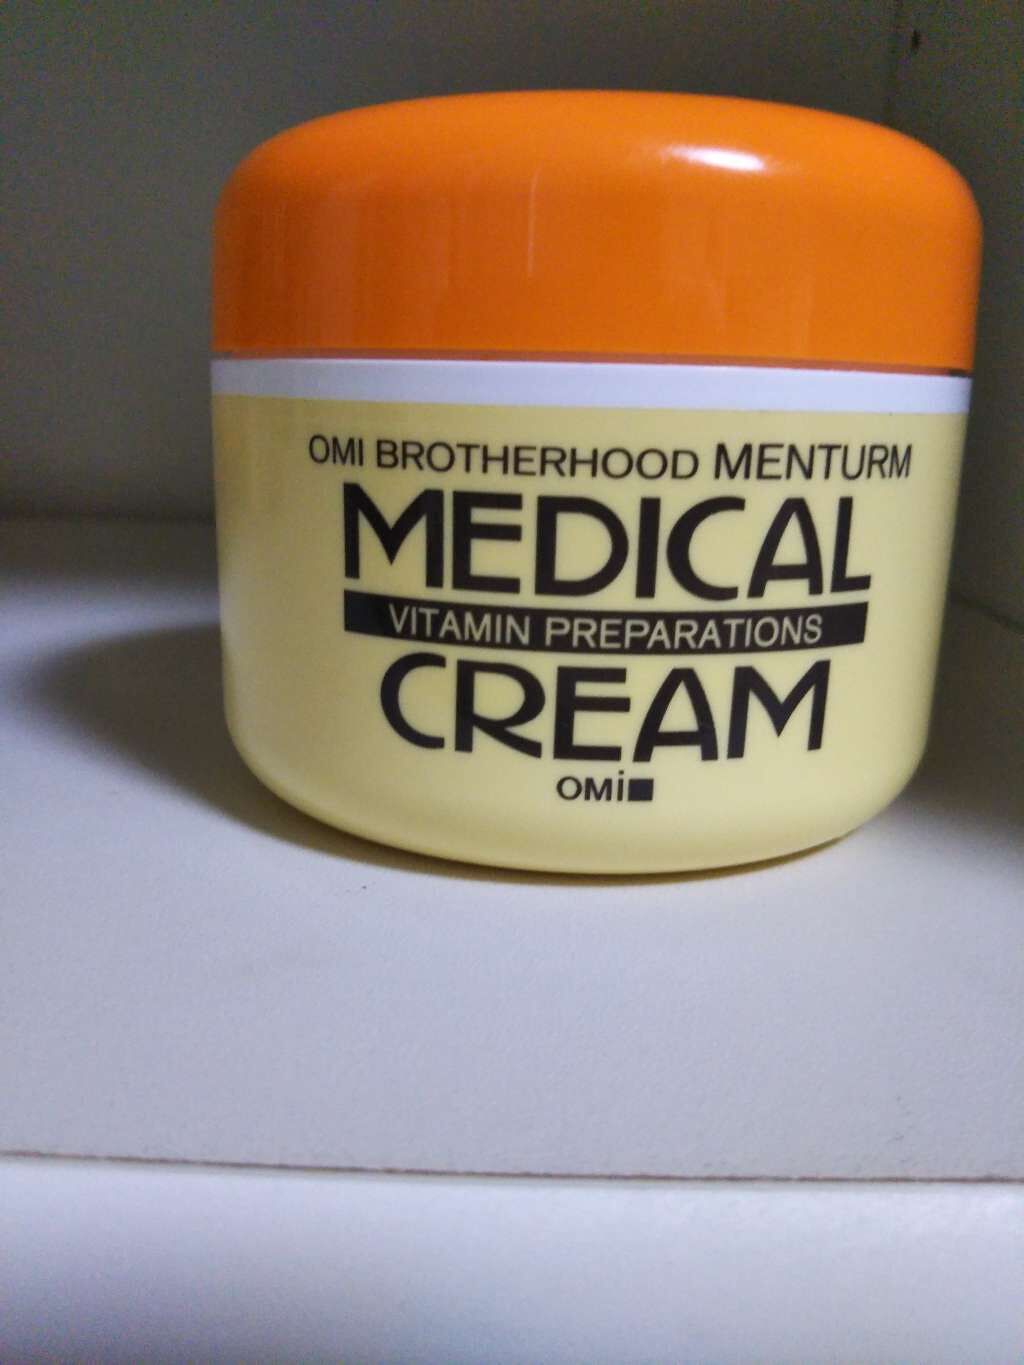 OMI BROTHERHOOD MENTURM
MEDICAL
VITAMIN PREPARATIONS
CREAM
OMi